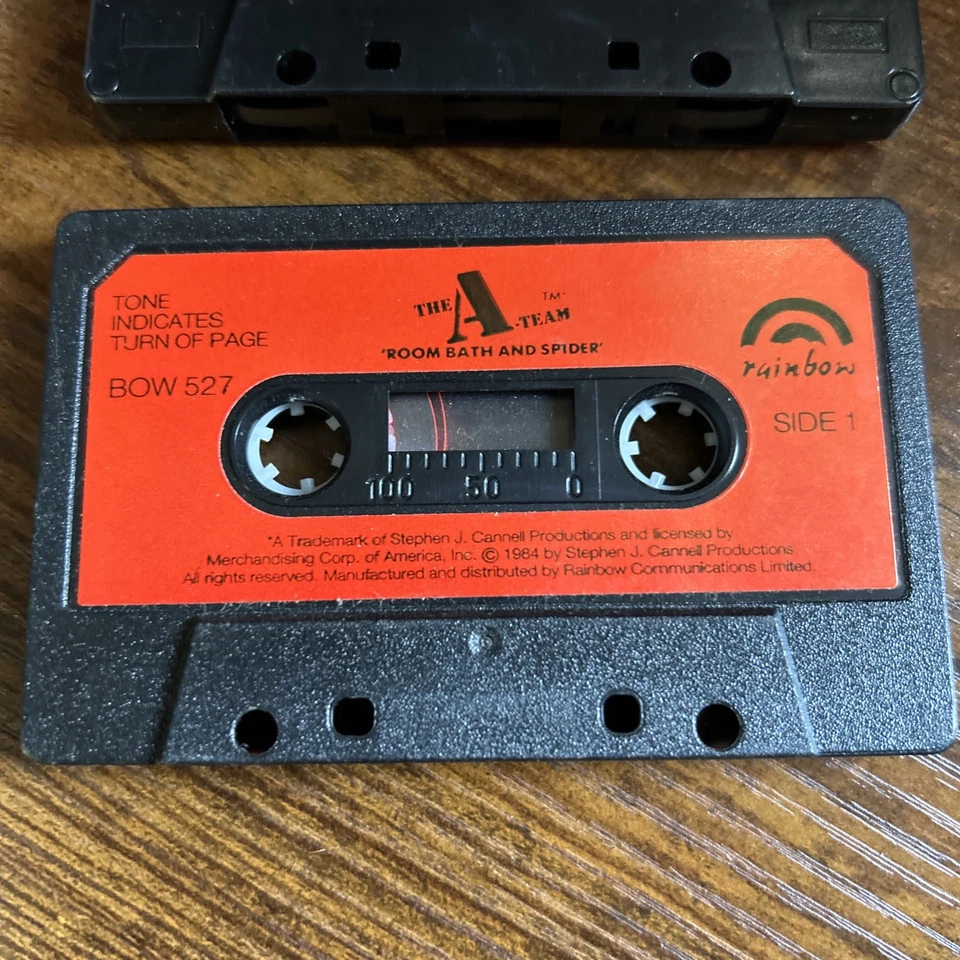 TONE
INDICATES
TURN OF PAGE
BOW 527
THE A-TEAM TM*
'ROOM BATH AND SPIDER'
rainbow
SIDE 1
100 50 0
*A Trademark of Stephen J. Cannell Productions and licensed by
Merchandising Corp. of America, Inc. © 1984 by Stephen J. Cannell Productions
All rights reserved. Manufactured and distributed by Rainbow Communications Limited.